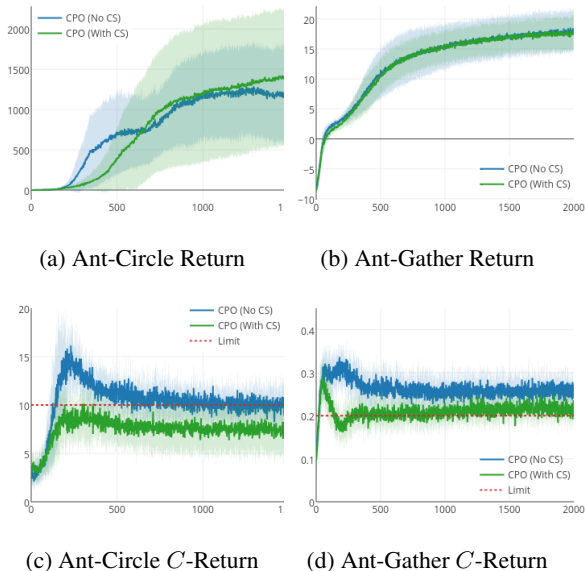 CPO (No CS)
CPO (With CS)
2000
1500
1000
500
0
0
500
1000
1
20
15
10
5
0
−5
−10
CPO (No CS)
CPO (With CS)
0
500
1000
1500
2000
(a) Ant-Circle Return
(b) Ant-Gather Return
20
15
10
5
0
CPO (No CS)
CPO (With CS)
Limit
0
500
1000
1
0.4
0.3
0.2
0.1
0
CPO (No CS)
CPO (With CS)
Limit
0
500
1000
1500
2000
(c) Ant-Circle C-Return
(d) Ant-Gather C-Return